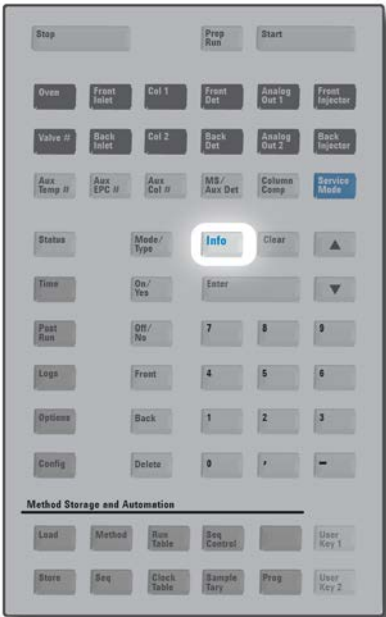 Stop Prep Run Start
Oven Front Inlet Col 1 Front Det Analog Out 1 Front Injector
Valve # Back Inlet Col 2 Back Det Analog Out 2 Back Injector
Aux Temp # Aux EPC # Aux Col # MS/ Aux Det Column Comp Service Mode
Status Mode/ Type Info Clear
Time On/ Yes Enter
Post Run Off/ No 7 8 9
Logs Front 4 5 6
Options Back 1 2 3
Config Delete 0 , -
Method Storage and Automation
Load Method Run Table Seq Control User Key 1
Store Seq Clock Table Sample Tary Prog User Key 2